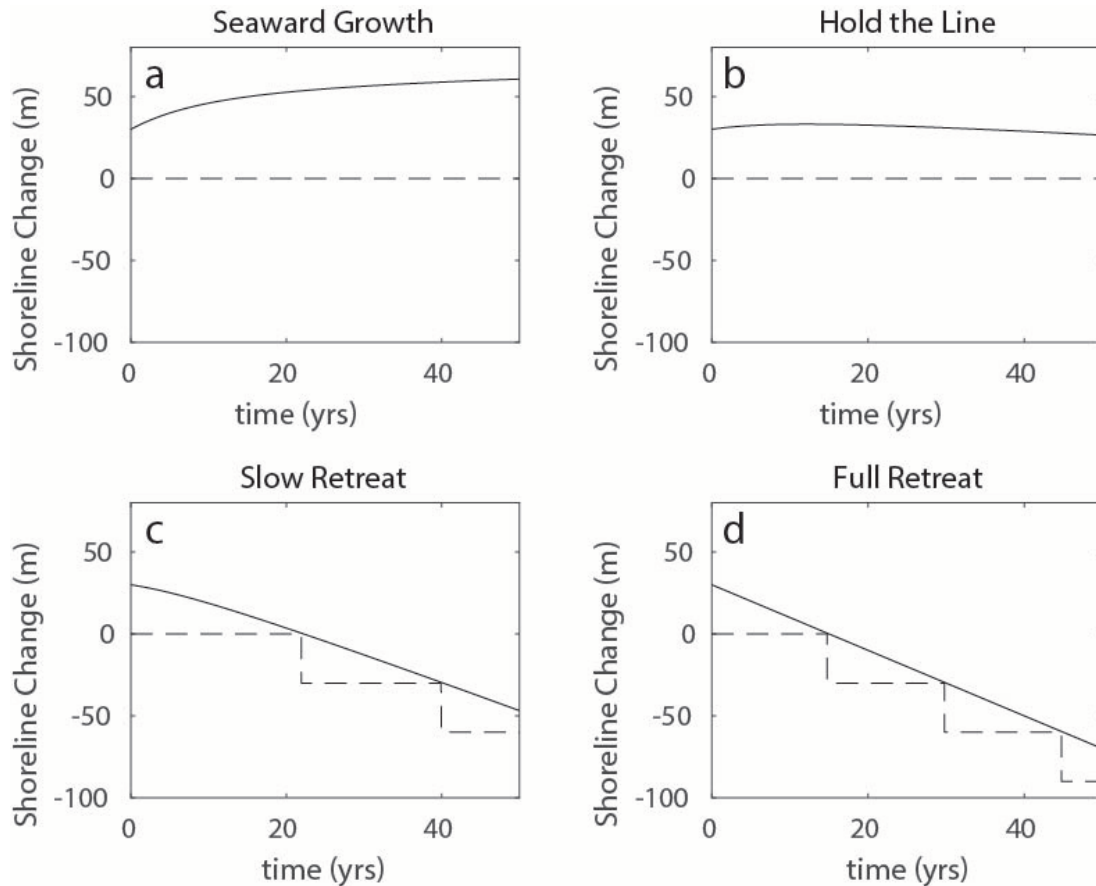 Seaward Growth
a
Shoreline Change (m)
50
0
-50
-100
0
20
40
time (yrs)
Hold the Line
b
Shoreline Change (m)
50
0
-50
-100
0
20
40
time (yrs)
Slow Retreat
c
Shoreline Change (m)
50
0
-50
-100
0
20
40
time (yrs)
Full Retreat
d
Shoreline Change (m)
50
0
-50
-100
0
20
40
time (yrs)